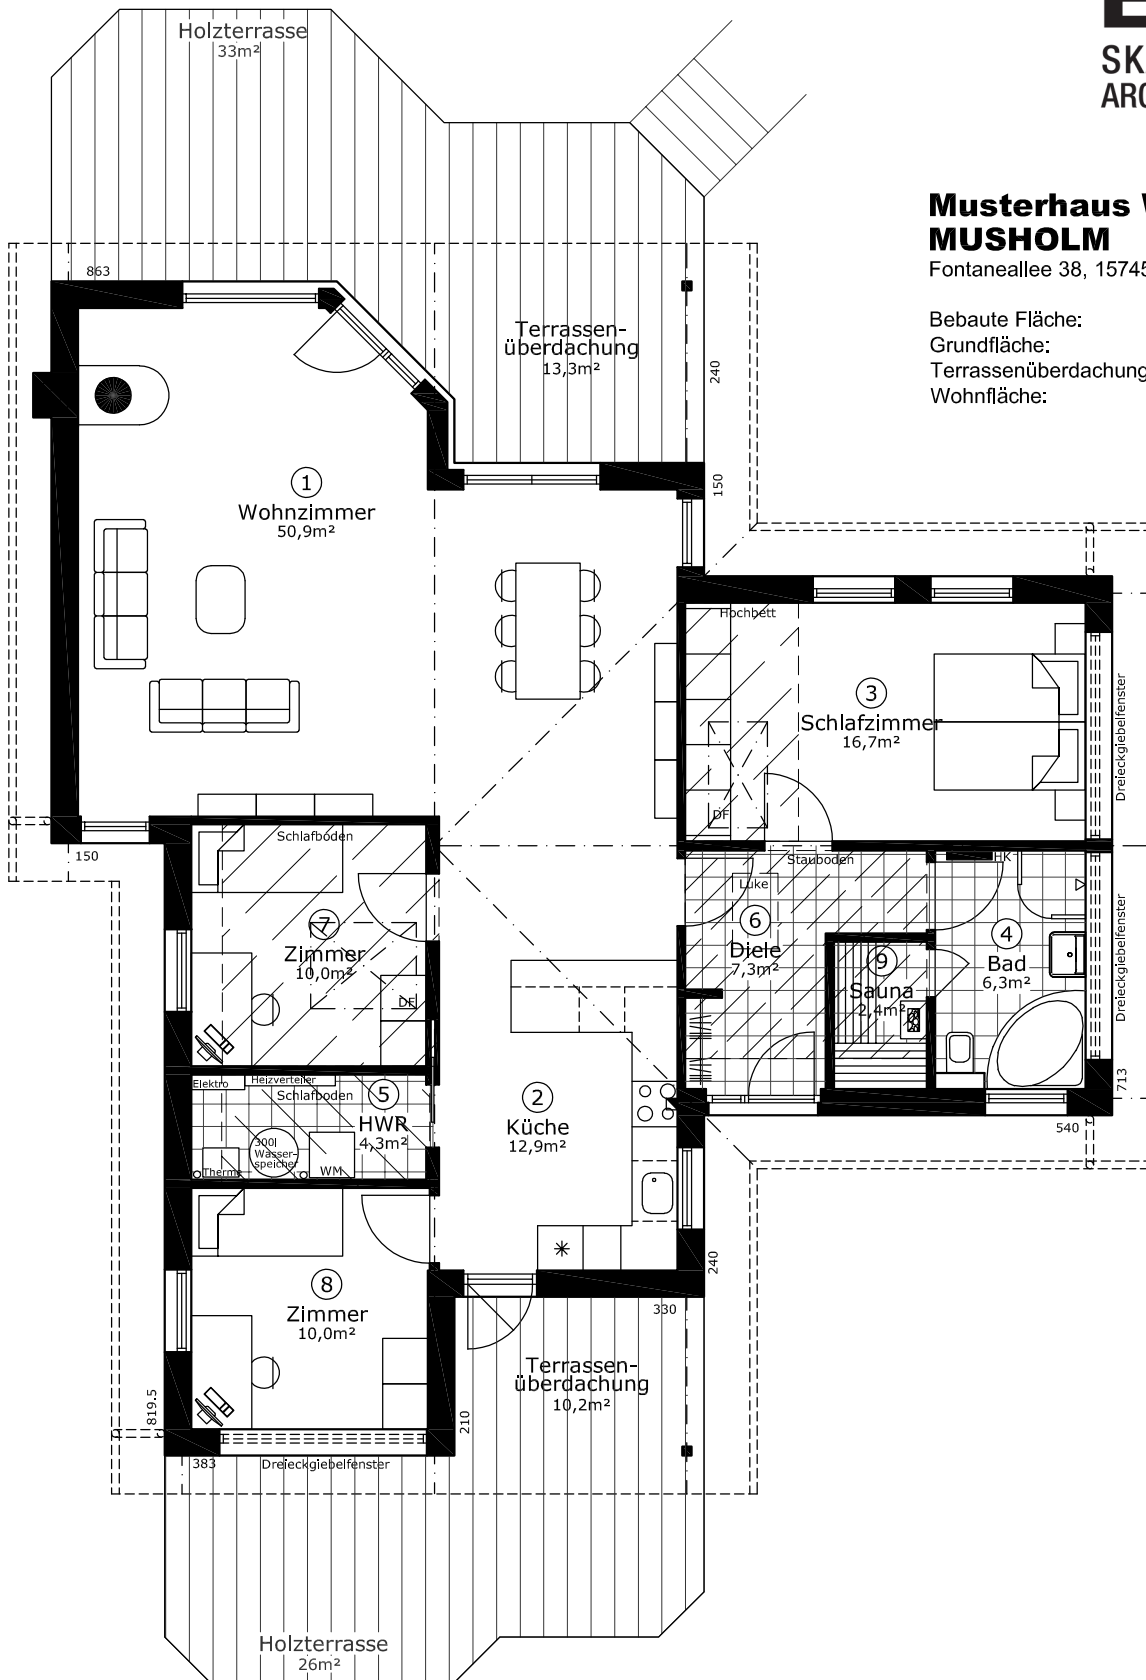 Holzterrasse
33m²
SK
ARC
Musterhaus
MUSHOLM
Fontaneallee 38, 15745
Bebaute Fläche:
Grundfläche:
Terrassenüberdachung
Wohnfläche:
863
Terrassen-
überdachung
13,3m²
240
150
1
Wohnzimmer
50,9m²
Hochbett
3
Schlafzimmer
16,7m²
DF
Dreieckgiebelfenster
150
Schlafboden
7
Zimmer
10,0m²
DF
Stauboden
HK
Luke
6
Diele
7,3m²
9
Sauna
2,4m²
4
Bad
6,3m²
Dreieckgiebelfenster
713
540
Elektro
Heizverteiler
Schlafboden
5
HWR
4,3m²
300l
Wasser-
speicher
Therme
WM
2
Küche
12,9m²
240
330
8
Zimmer
10,0m²
819.5
383
Dreieckgiebelfenster
210
Terrassen-
überdachung
10,2m²
Holzterrasse
26m²